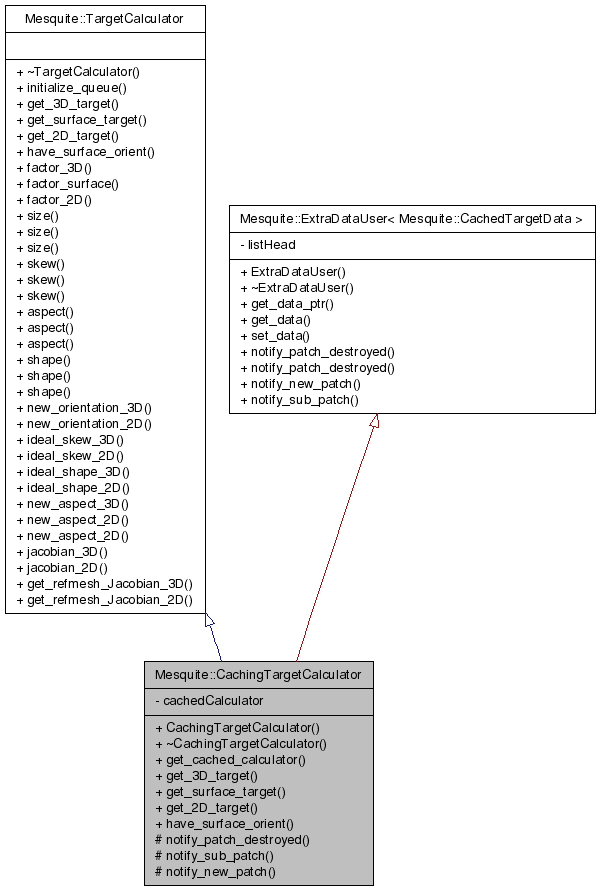 Mesquite::TargetCalculator
+ ~TargetCalculator()
+ initialize_queue()
+ get_3D_target()
+ get_surface_target()
+ get_2D_target()
+ have_surface_orient()
+ factor_3D()
+ factor_surface()
+ factor_2D()
+ size()
+ size()
+ size()
+ skew()
+ skew()
+ skew()
+ aspect()
+ aspect()
+ aspect()
+ shape()
+ shape()
+ shape()
+ new_orientation_3D()
+ new_orientation_2D()
+ ideal_skew_3D()
+ ideal_skew_2D()
+ ideal_shape_3D()
+ ideal_shape_2D()
+ new_aspect_3D()
+ new_aspect_2D()
+ new_aspect_2D()
+ jacobian_3D()
+ jacobian_2D()
+ get_refmesh_Jacobian_3D()
+ get_refmesh_Jacobian_2D()
Mesquite::ExtraDataUser< Mesquite::CachedTargetData >
- listHead
+ ExtraDataUser()
+ ~ExtraDataUser()
+ get_data_ptr()
+ get_data()
+ set_data()
+ notify_patch_destroyed()
+ notify_patch_destroyed()
+ notify_new_patch()
+ notify_sub_patch()
Mesquite::CachingTargetCalculator
- cachedCalculator
+ CachingTargetCalculator()
+ ~CachingTargetCalculator()
+ get_cached_calculator()
+ get_3D_target()
+ get_surface_target()
+ get_2D_target()
+ have_surface_orient()
# notify_patch_destroyed()
# notify_sub_patch()
# notify_new_patch()